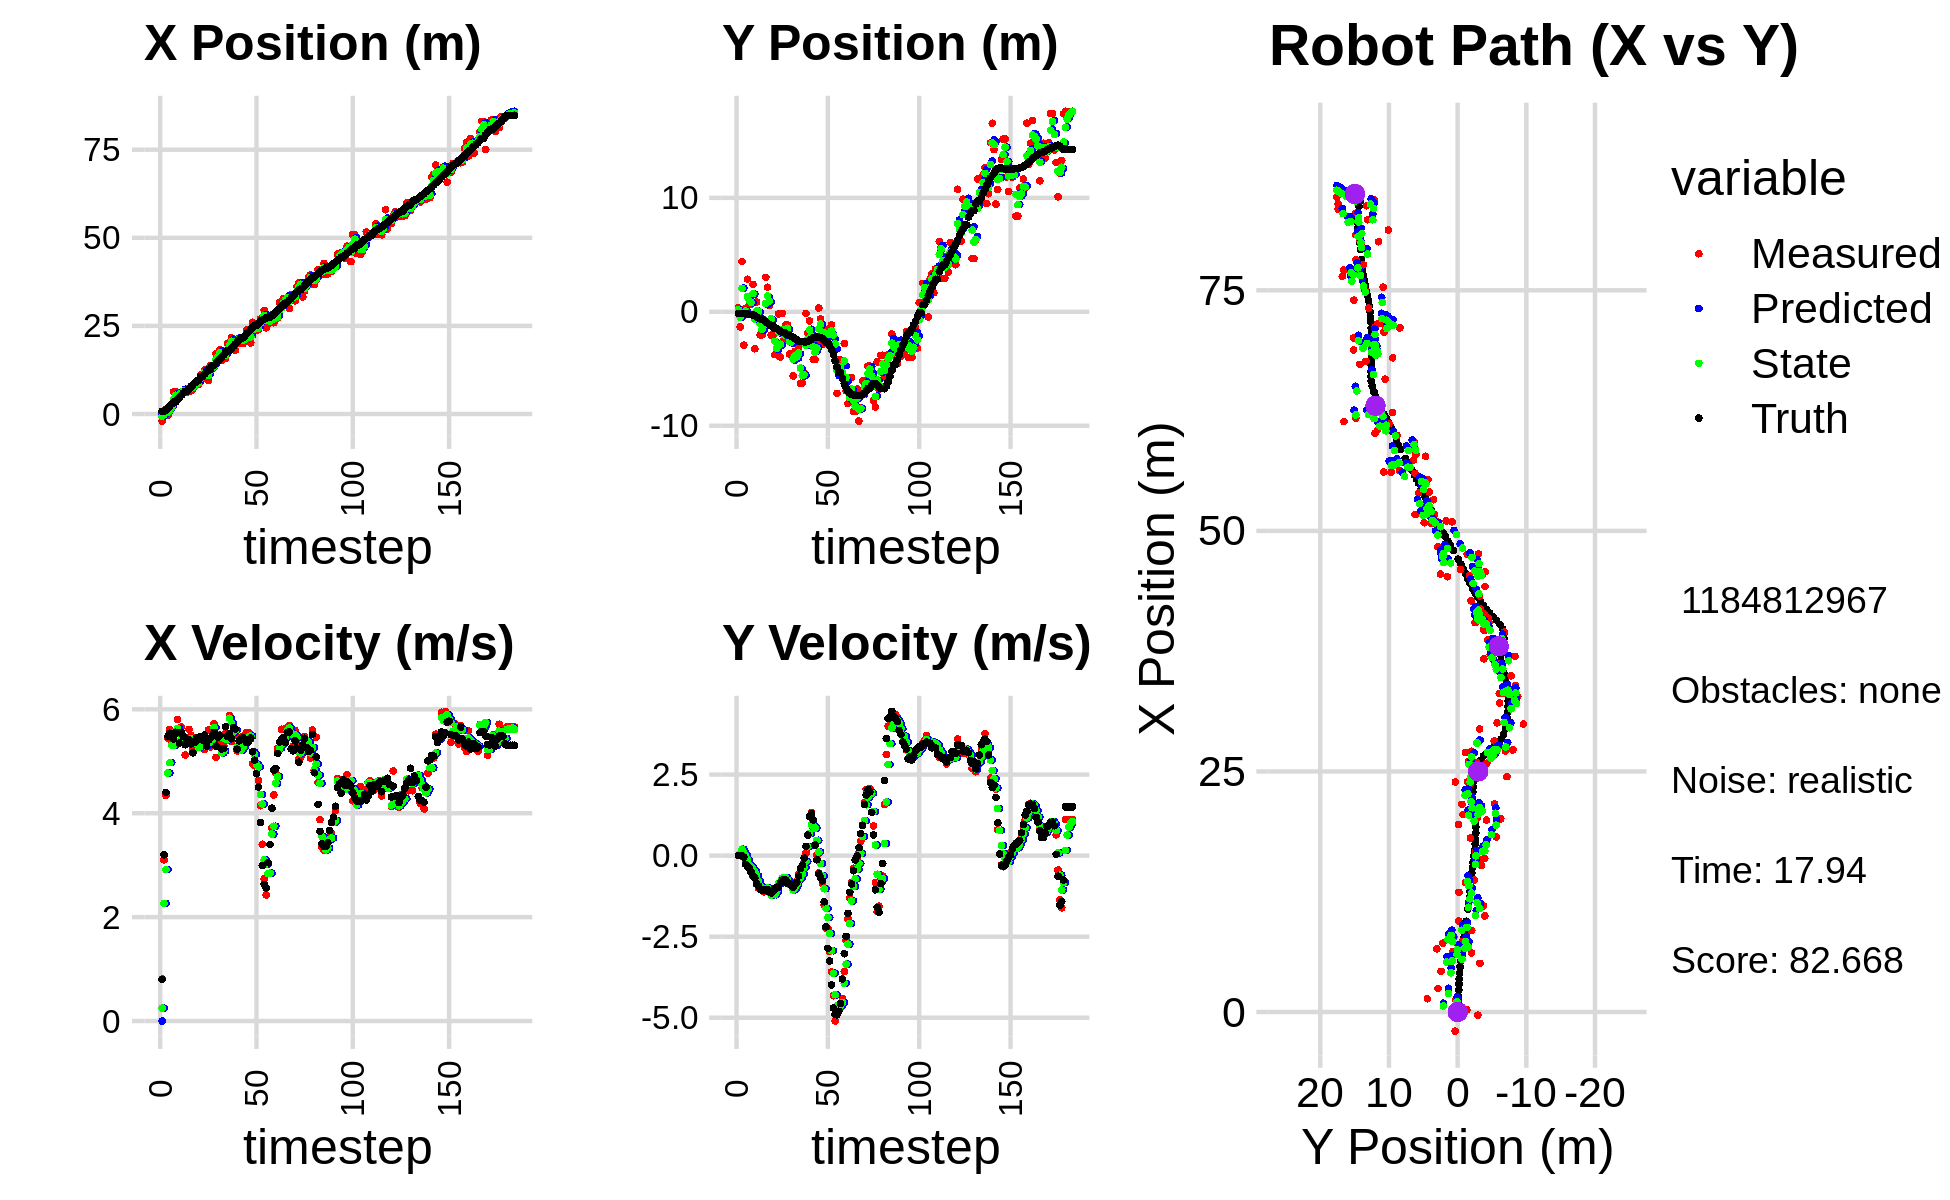 X Position (m)
75
50
25
0
0
50
100
150
timestep
Y Position (m)
10
0
-10
0
50
100
150
timestep
X Velocity (m/s)
6
4
2
0
0
50
100
150
timestep
Y Velocity (m/s)
2.5
0.0
-2.5
-5.0
0
50
100
150
timestep
Robot Path (X vs Y)
X Position (m)
75
50
25
0
20 10 0 -10 -20
Y Position (m)
variable
Measured
Predicted
State
Truth
1184812967
Obstacles: none
Noise: realistic
Time: 17.94
Score: 82.668